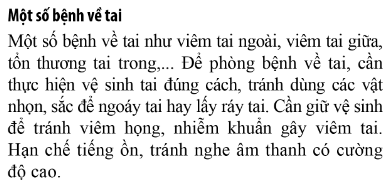 Một số bệnh về tai
Một số bệnh về tai như viêm tai ngoài, viêm tai giữa,
tổn thương tai trong,... Để phòng bệnh về tai, cần
thực hiện vệ sinh tai đúng cách, tránh dùng các vật
nhọn, sắc để ngoáy tai hay lấy ráy tai. Cần giữ vệ sinh
để tránh viêm họng, nhiễm khuẩn gây viêm tai.
Hạn chế tiếng ồn, tránh nghe âm thanh có cường
độ cao.